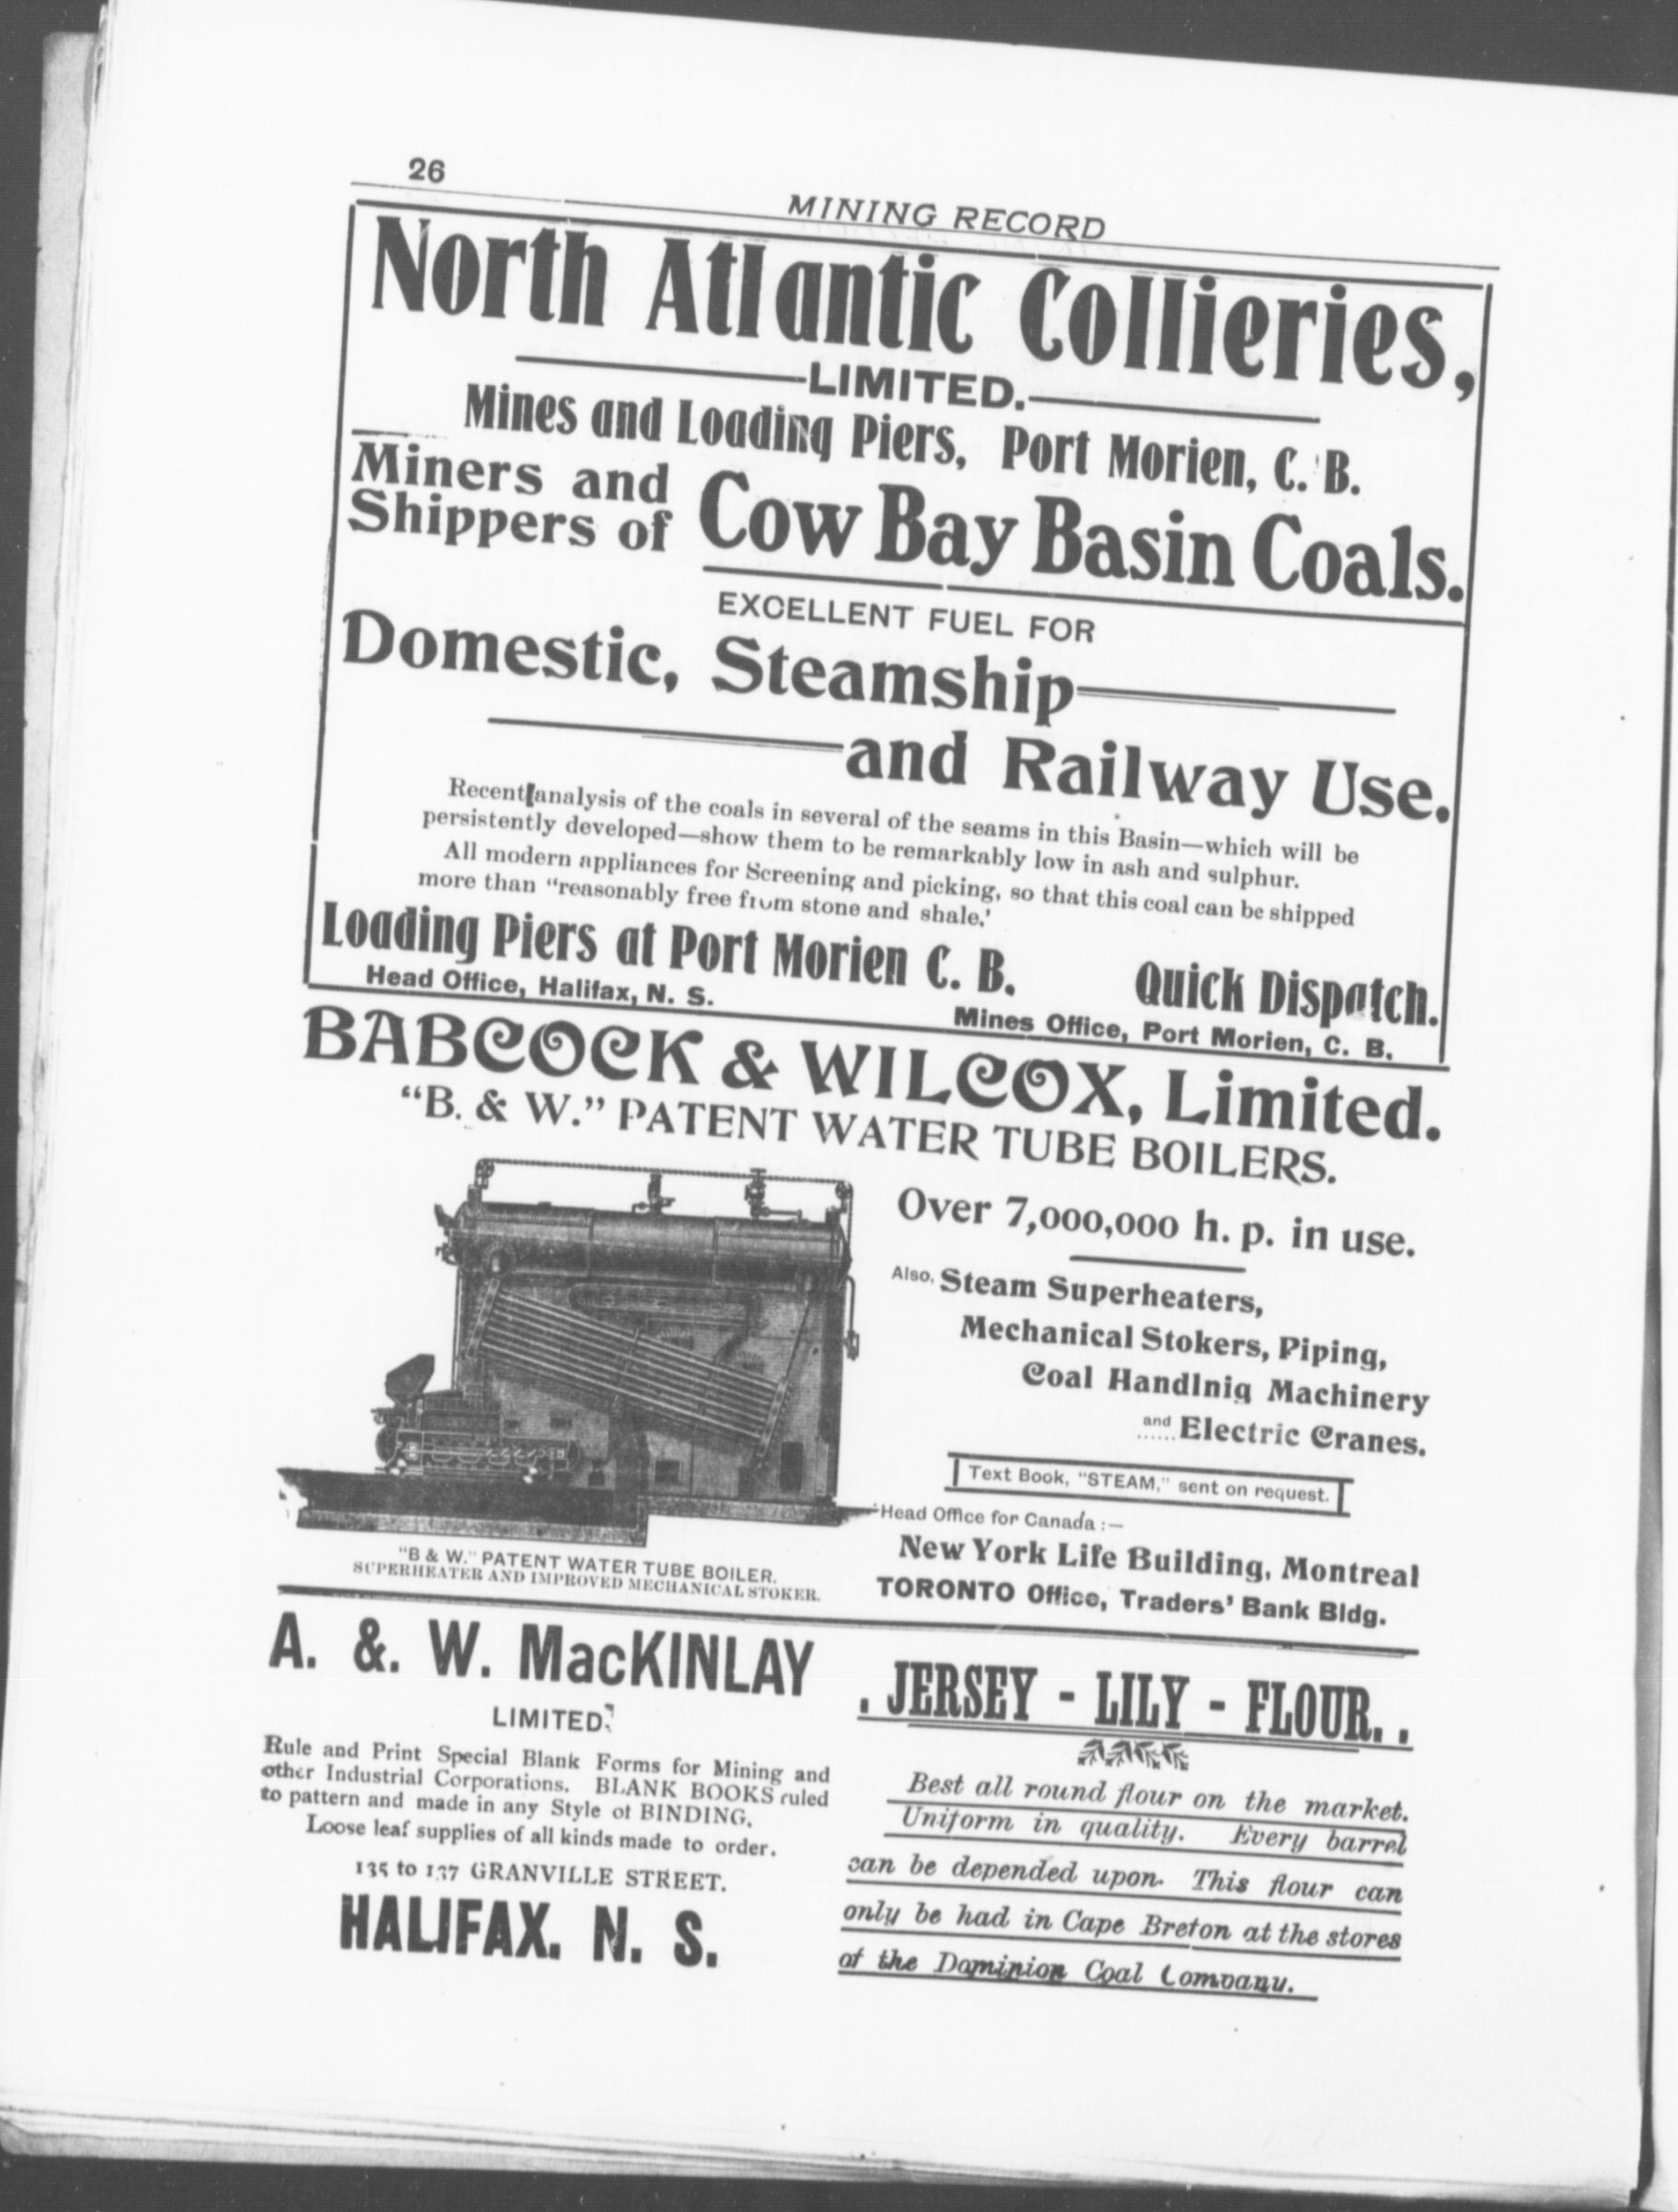 26
MINING RECORD
North Atlantic Collieries,
LIMITED.
Mines and Loading Piers, Port Morien, C. B.
Miners and
Shippers of Cow Bay Basin Coals.
EXCELLENT FUEL FOR
Domestic, Steamship
and Railway Use.
Recent analysis of the coals in several of the seams in this Basin—which will be
persistently developed—show them to be remarkably low in ash and sulphur.
All modern appliances for Screening and picking, so that this coal can be shipped
more than "reasonably free from stone and shale.'
Loading Piers at Port Morien C. B. Quick Dispatch.
Head Office, Halifax, N. S. Mines Office, Port Morien, C. B.
BABCOCK & WILCOX, Limited.
"B. & W." PATENT WATER TUBE BOILERS.
Over 7,000,000 h. p. in use.
Also, Steam Superheaters,
Mechanical Stokers, Piping,
Coal Handlnig Machinery
and Electric Cranes.
Text Book, "STEAM," sent on request.
Head Office for Canada :—
New York Life Building, Montreal
TORONTO Office, Traders' Bank Bldg.
"B & W." PATENT WATER TUBE BOILER.
SUPERHEATER AND IMPROVED MECHANICAL STOKER.
A. &. W. MacKINLAY
LIMITED.
Rule and Print Special Blank Forms for Mining and
other Industrial Corporations. BLANK BOOKS ruled
to pattern and made in any Style of BINDING.
Loose leaf supplies of all kinds made to order.
135 to 137 GRANVILLE STREET.
HALIFAX. N. S.
. JERSEY - LILY - FLOUR. .
Best all round flour on the market.
Uniform in quality. Every barrel
can be depended upon. This flour can
only be had in Cape Breton at the stores
of the Dominion Coal Company.